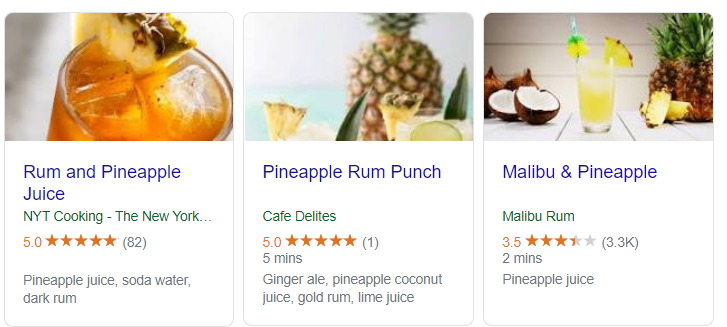 Rum and Pineapple
Juice
NYT Cooking - The New York...
5.0 ★★★★★ (82)
Pineapple juice, soda water,
dark rum
Pineapple Rum Punch
Cafe Delites
5.0 ★★★★★ (1)
5 mins
Ginger ale, pineapple coconut
juice, gold rum, lime juice
Malibu & Pineapple
Malibu Rum
3.5 (3.3K)
2 mins
Pineapple juice